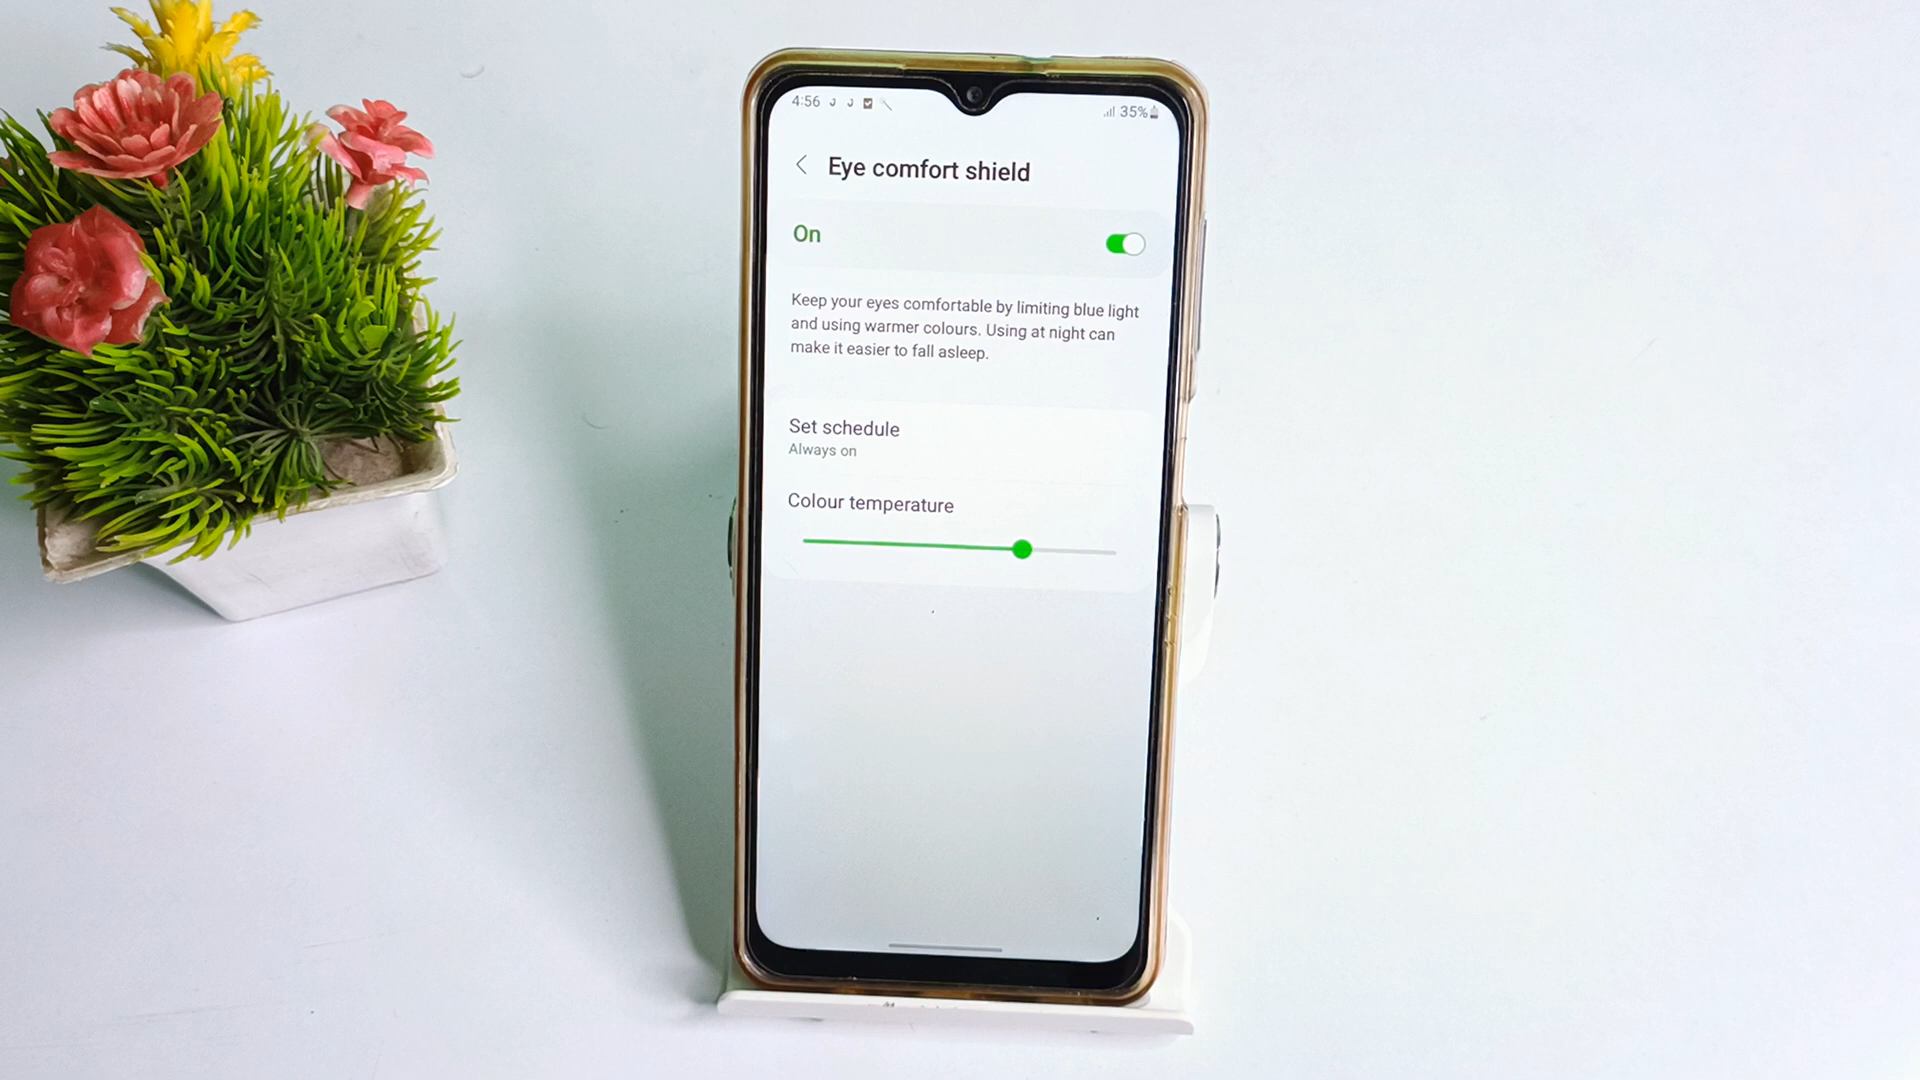 4:56
35%
Eye comfort shield
On
Keep your eyes comfortable by limiting blue light
and using warmer colours. Using at night can
make it easier to fall asleep.
Set schedule
Always on
Colour temperature